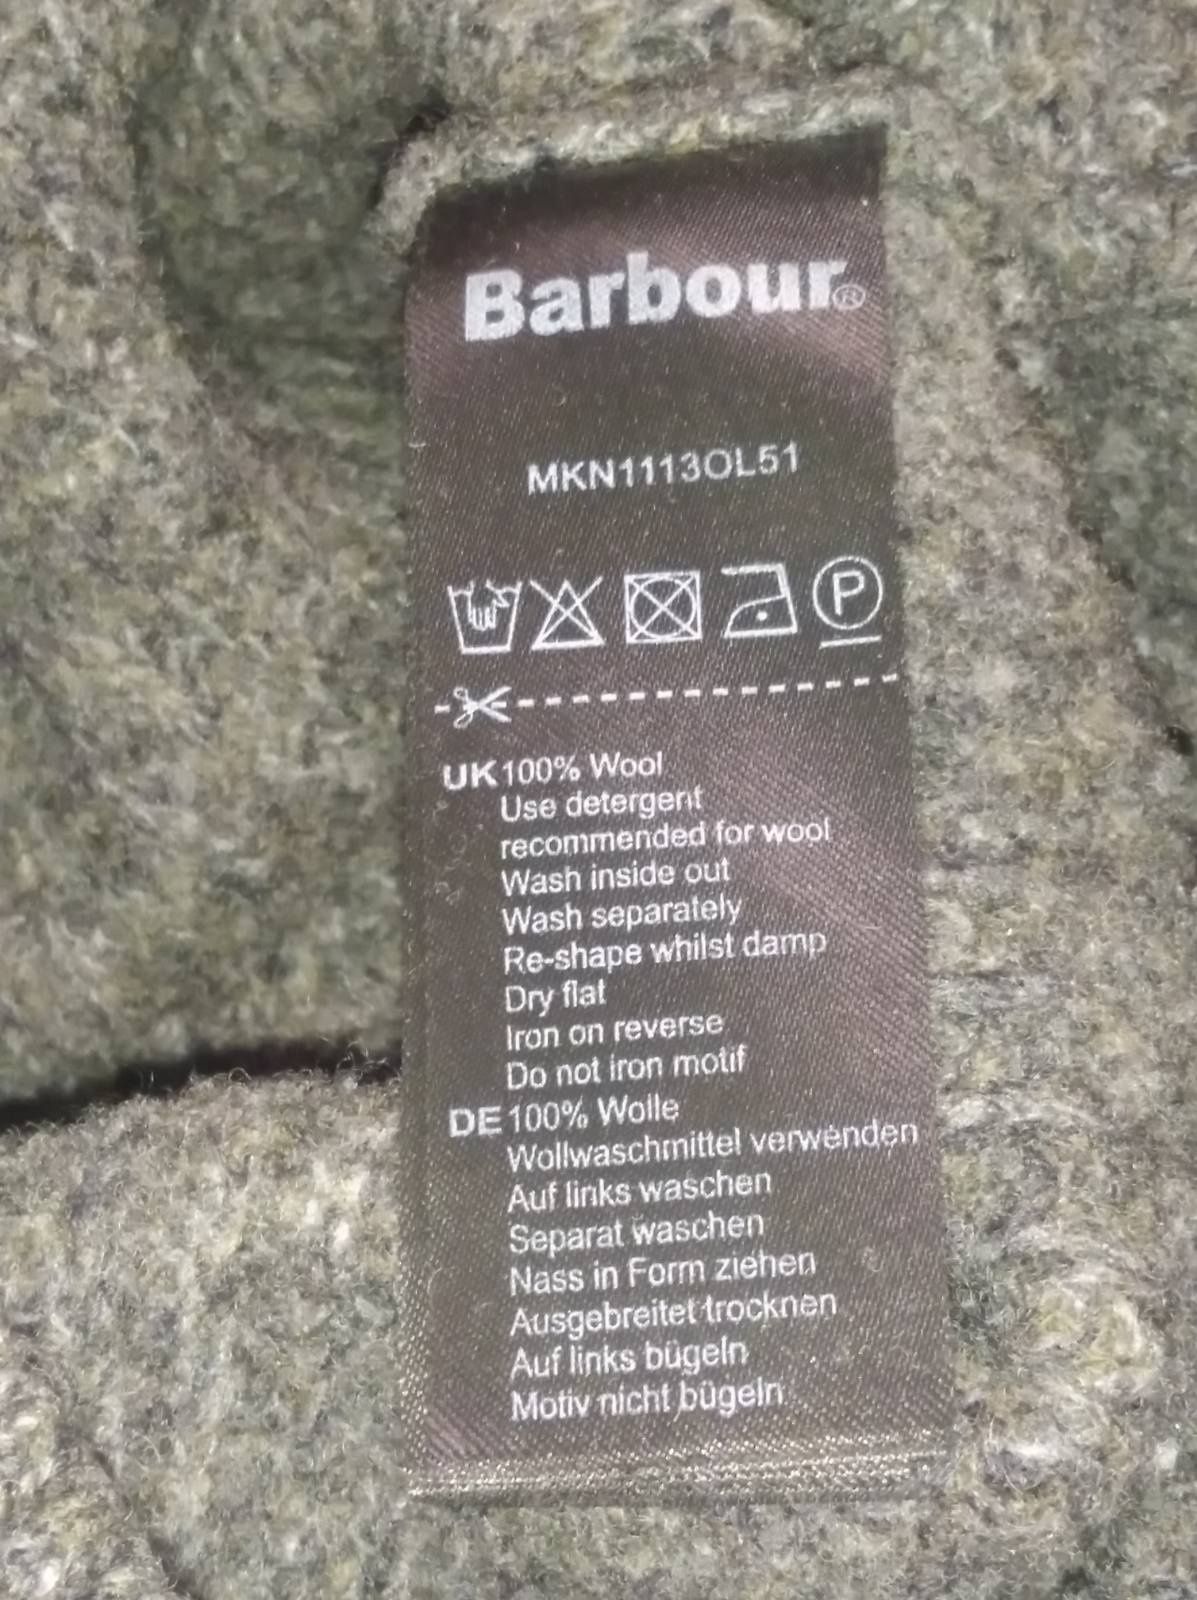 Barbour®
MKN1113OL51
P
UK 100% Wool
Use detergent
recommended for wool
Wash inside out
Wash separately
Re-shape whilst damp
Dry flat
Iron on reverse
Do not iron motif
DE 100% Wolle
Wollwaschmittel verwenden
Auf links waschen
Separat waschen
Nass in Form ziehen
Ausgebreitet trocknen
Auf links bügeln
Motiv nicht bügeln